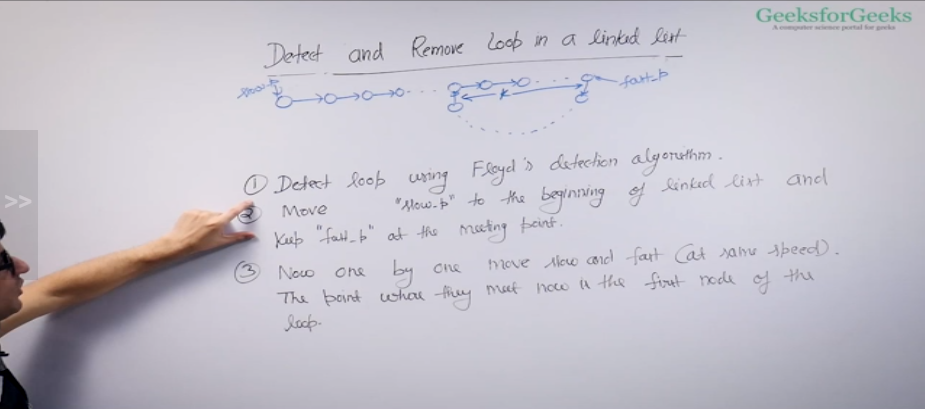 GeeksforGeeks
A computer science portal for geeks
Detect and Remove Loop in a linked list
slow_p
fast_p
K
>>
① Detect loop using Floyd's detection algorithm.
② Move "slow_p" to the beginning of linked list and
Keep "fast_p" at the meeting point.
③ Now one by one move slow and fast (at same speed).
The point where they meet now is the first node of the
loop.